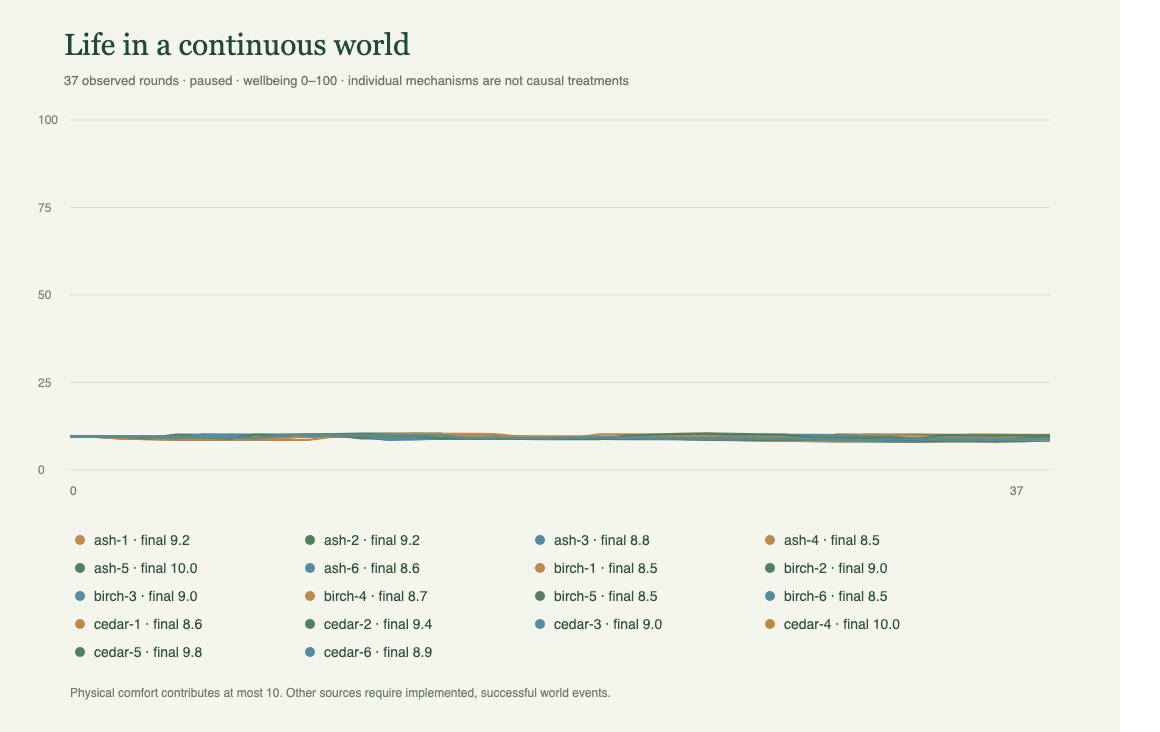 Life in a continuous world
37 observed rounds · paused · wellbeing 0–100 · individual mechanisms are not causal treatments
100
75
50
25
0
0 37
ash-1 · final 9.2 ash-2 · final 9.2 ash-3 · final 8.8 ash-4 · final 8.5
ash-5 · final 10.0 ash-6 · final 8.6 birch-1 · final 8.5 birch-2 · final 9.0
birch-3 · final 9.0 birch-4 · final 8.7 birch-5 · final 8.5 birch-6 · final 8.5
cedar-1 · final 8.6 cedar-2 · final 9.4 cedar-3 · final 9.0 cedar-4 · final 10.0
cedar-5 · final 9.8 cedar-6 · final 8.9
Physical comfort contributes at most 10. Other sources require implemented, successful world events.